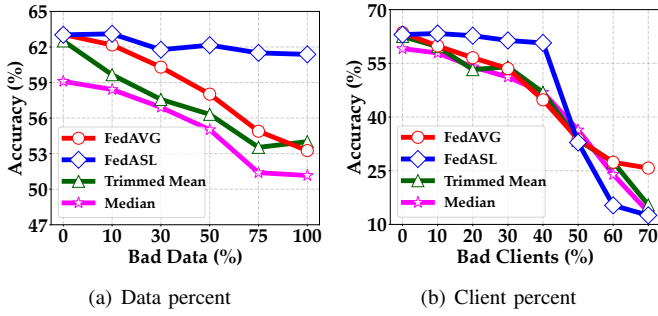 65
62
59
56
53
50
47
Accuracy (%)
FedAVG
FedASL
Trimmed Mean
Median
0 10 30 50 75 100
Bad Data (%)
(a) Data percent
70
55
40
25
10
Accuracy (%)
FedAVG
FedASL
Trimmed Mean
Median
0 10 20 30 40 50 60 70
Bad Clients (%)
(b) Client percent